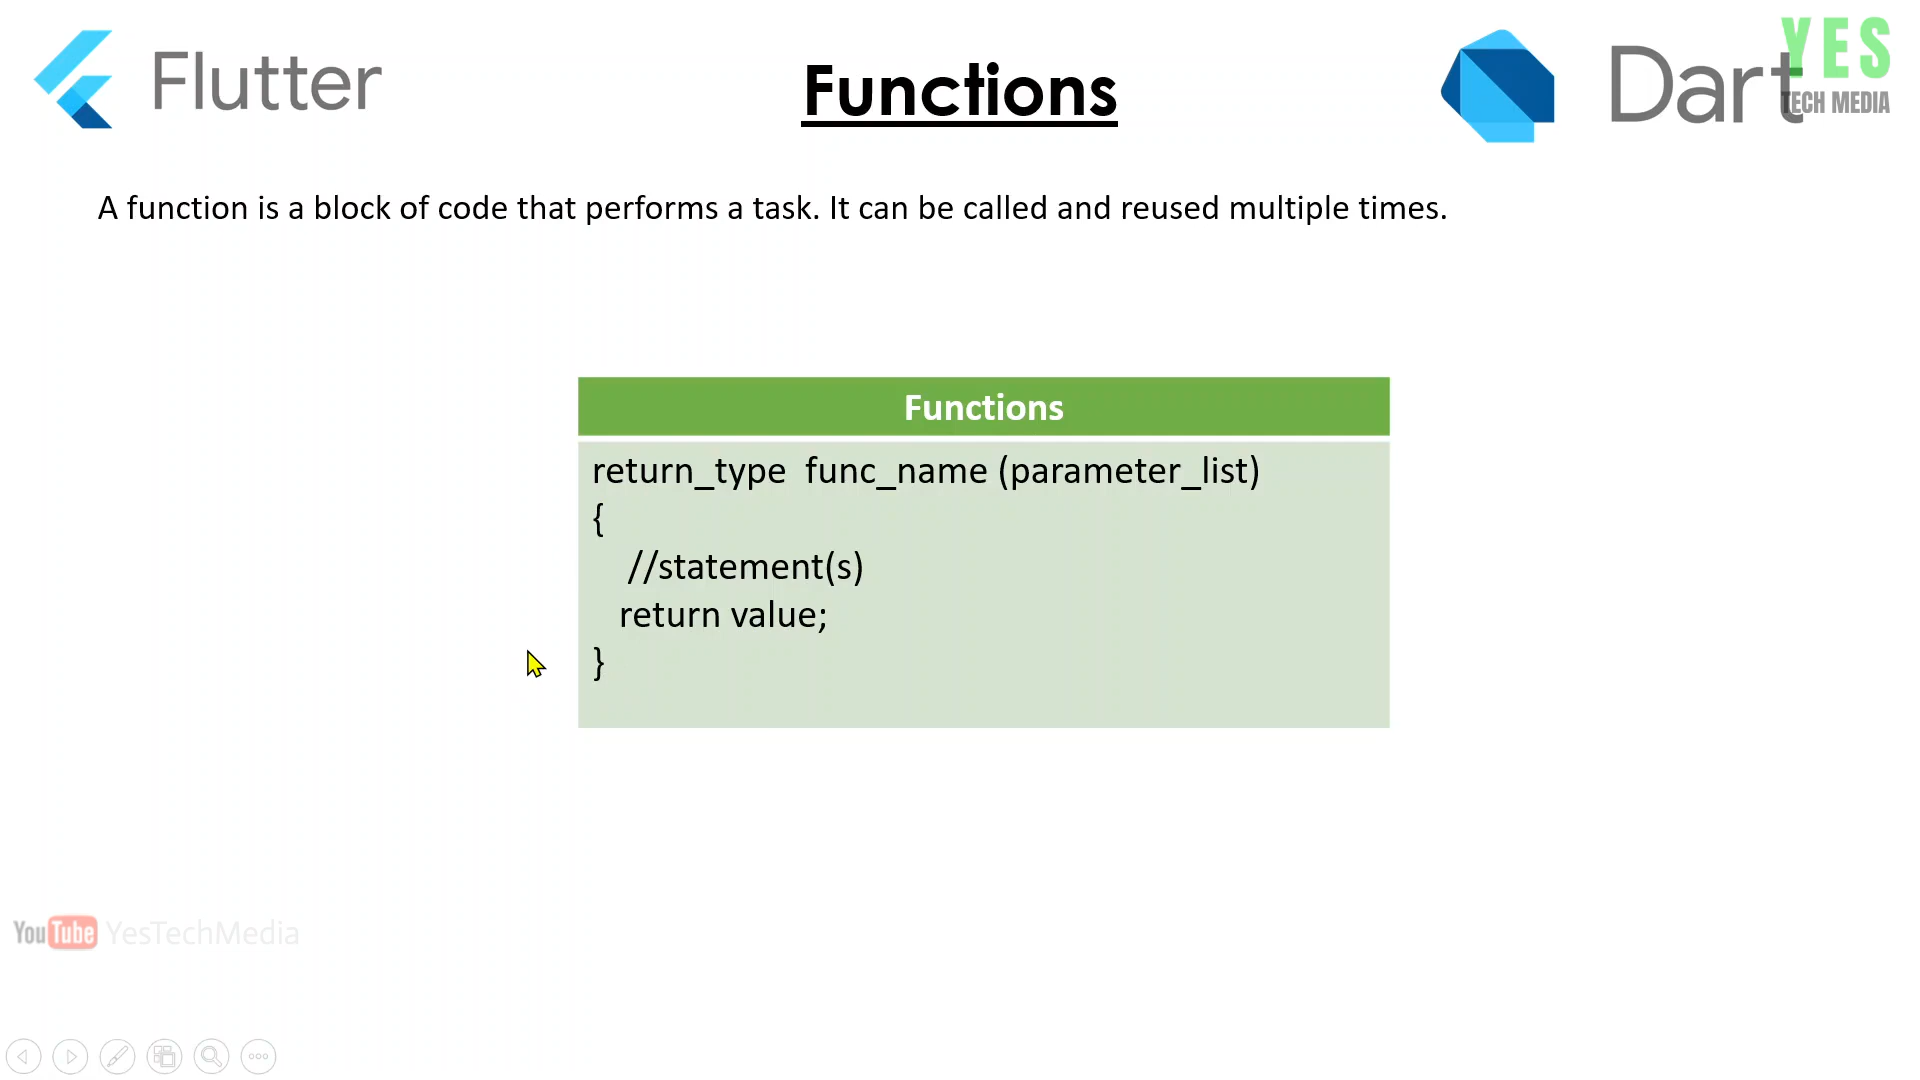 Flutter
Functions
Dart
YES
TECH MEDIA
A function is a block of code that performs a task. It can be called and reused multiple times.
Functions
return_type  func_name (parameter_list)
{
//statement(s)
return value;
}
YouTube YesTechMedia